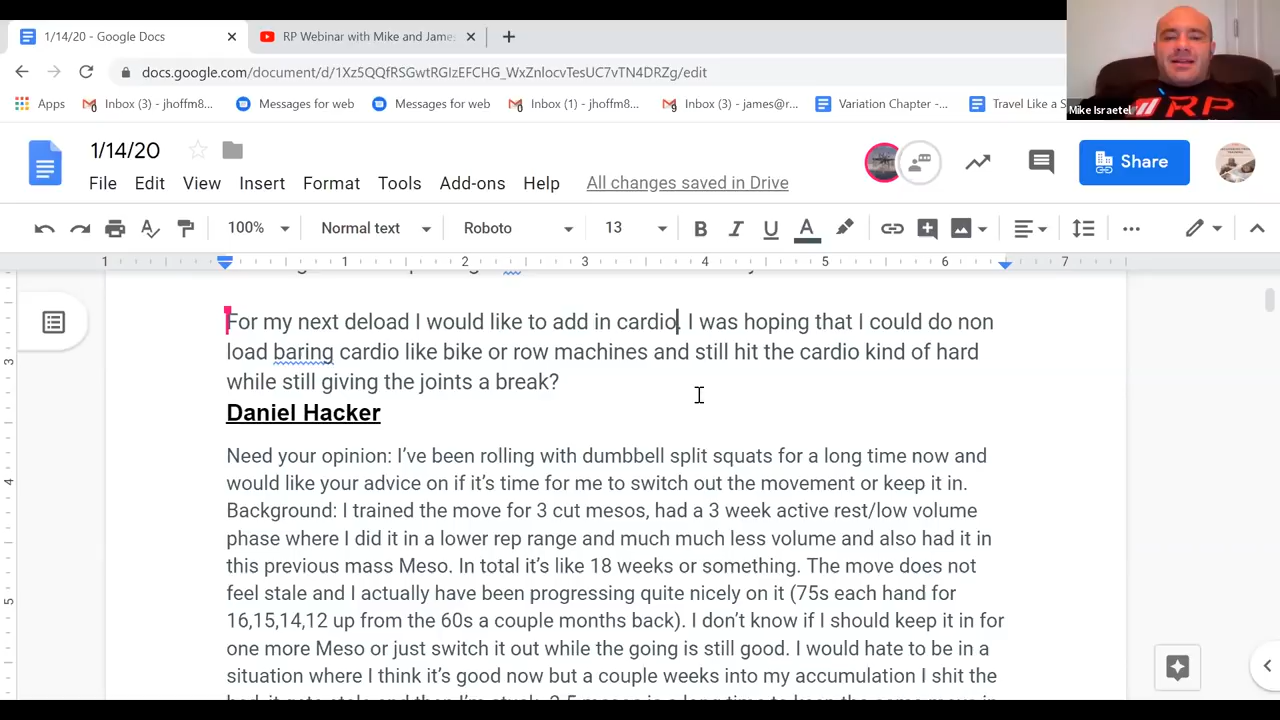 1/14/20 - Google Docs
RP Webinar with Mike and Jame
docs.google.com/document/d/1Xz5QQfRSGwtRGIzEFCHG_WxZnlocvTesUC7vTN4DRZg/edit
Apps Inbox (3) - jhoffm8... Messages for web Messages for web Inbox (1) - jhoffm8... Inbox (3) - james@r... Variation Chapter -... Travel Like a S
Mike Israetel
RP
1/14/20
File Edit View Insert Format Tools Add-ons Help All changes saved in Drive
Share
100% Normal text Roboto 13 B I U A
1 1 2 3 4 5 6 7
For my next deload I would like to add in cardio. I was hoping that I could do non
load baring cardio like bike or row machines and still hit the cardio kind of hard
while still giving the joints a break?
Daniel Hacker
Need your opinion: I've been rolling with dumbbell split squats for a long time now and
would like your advice on if it's time for me to switch out the movement or keep it in.
Background: I trained the move for 3 cut mesos, had a 3 week active rest/low volume
phase where I did it in a lower rep range and much much less volume and also had it in
this previous mass Meso. In total it's like 18 weeks or something. The move does not
feel stale and I actually have been progressing quite nicely on it (75s each hand for
16,15,14,12 up from the 60s a couple months back). I don't know if I should keep it in for
one more Meso or just switch it out while the going is still good. I would hate to be in a
situation where I think it's good now but a couple weeks into my accumulation I shit the
3
4
5